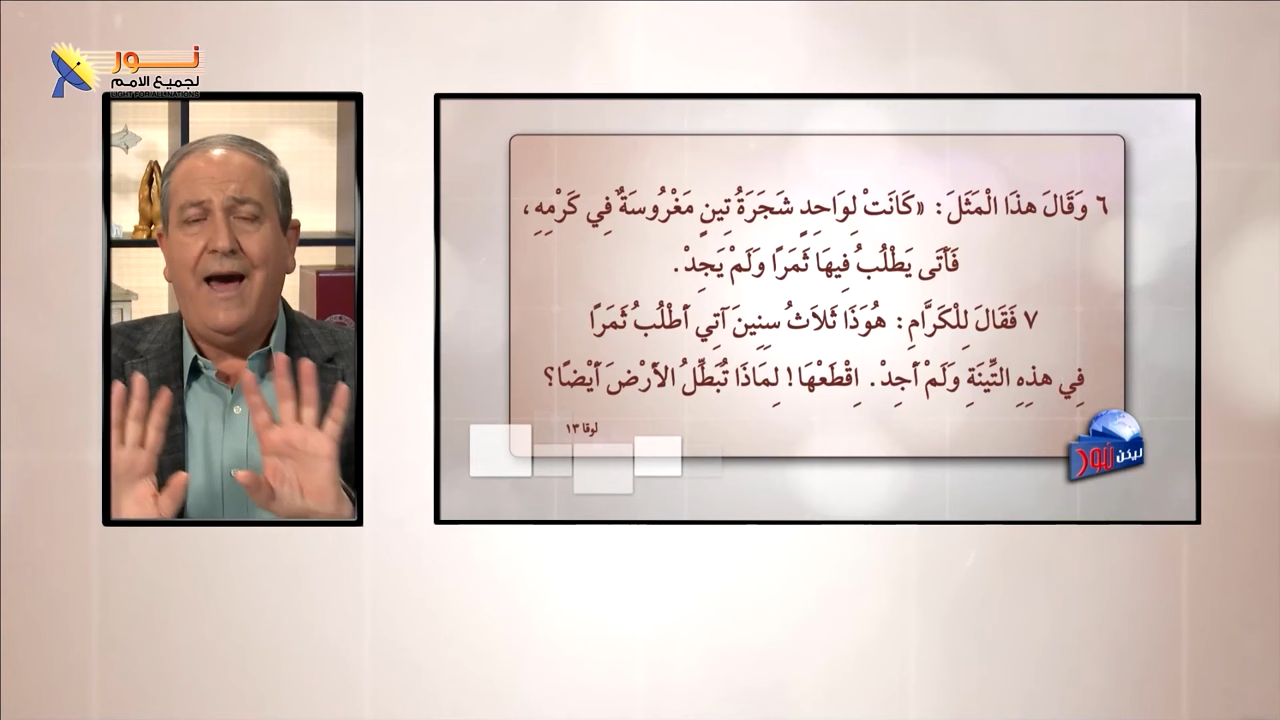 نور
لجميع الامم
LIGHT FOR ALL NATIONS
٦ وَقَالَ هذَا الْمَثَلَ: «كَانَتْ لِوَاحِدٍ شَجَرَةُ تِينٍ مَغْرُوسَةٌ فِي كَرْمِهِ،
فَأَتَى يَطْلُبُ فِيهَا ثَمَرًا وَلَمْ يَجِدْ.
٧ فَقَالَ لِلْكَرَّامِ: هُوَذَا ثَلاَثُ سِنِينَ آتِي أَطْلُبُ ثَمَرًا
فِي هذِهِ التِّينَةِ وَلَمْ أَجِدْ. اِقْطَعْهَا! لِمَاذَا تُبَطِّلُ الأَرْضَ أَيْضًا؟
لوقا ١٣
ليكن نور